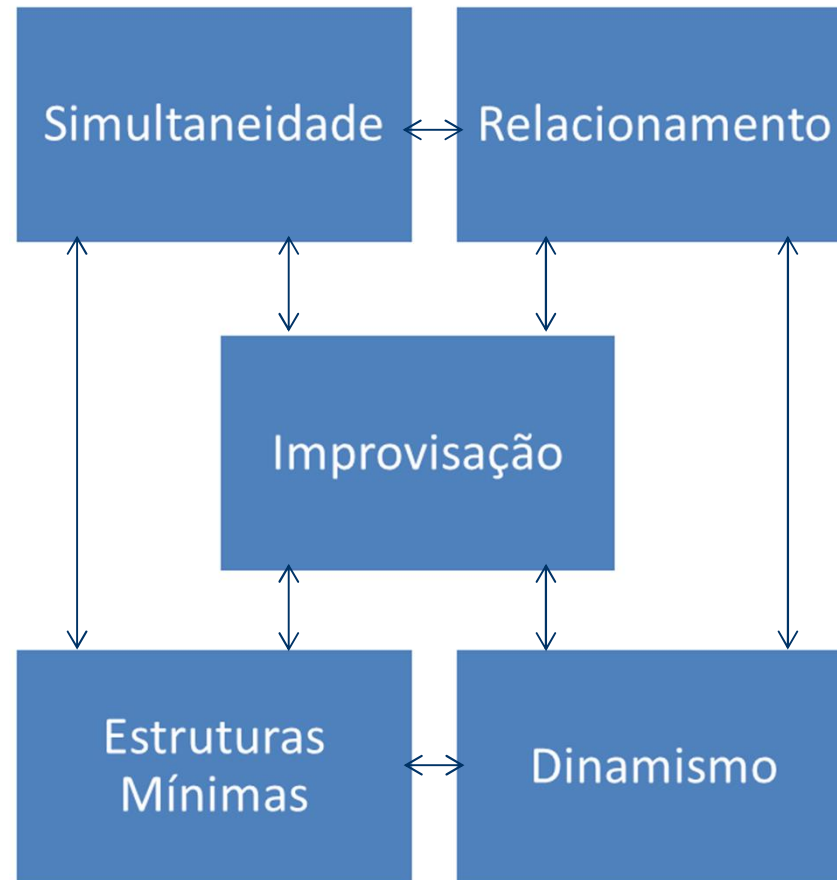 Simultaneidade
Relacionamento
Improvisação
Estruturas
Mínimas
Dinamismo